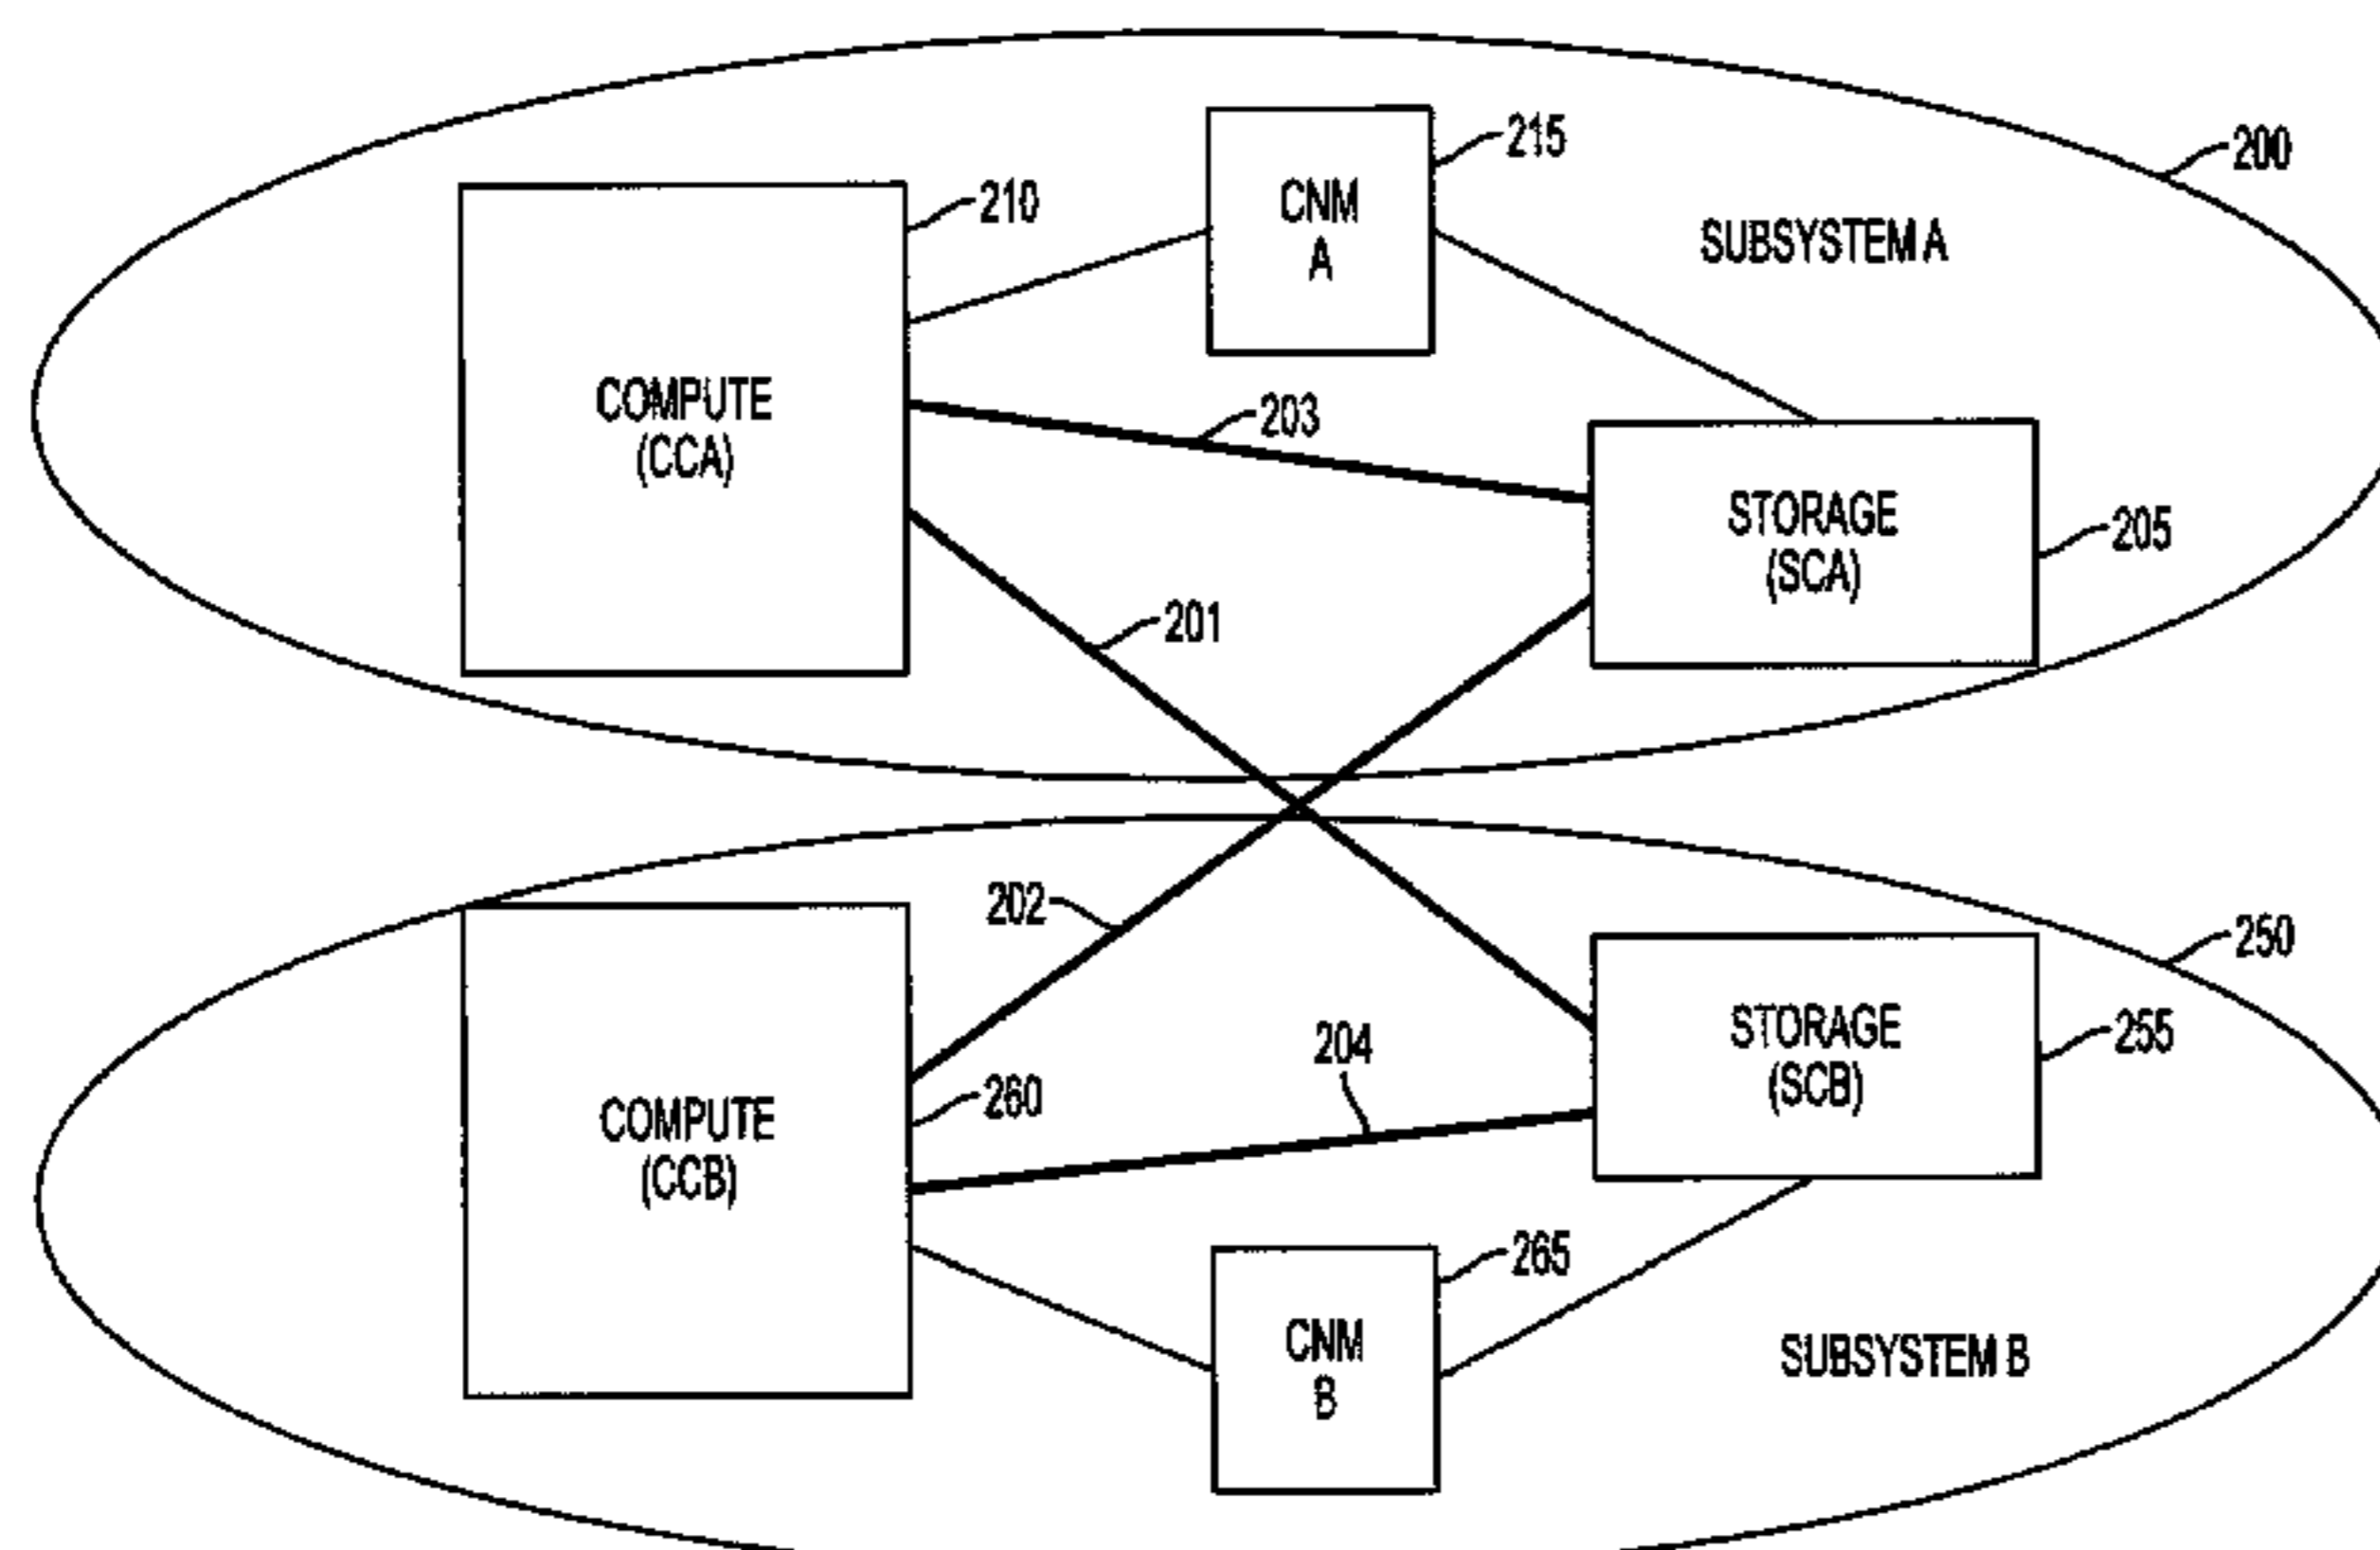 215
200
210
CNM
A
SUBSYSTEM A
COMPUTE
(CCA)
203
STORAGE
(SCA)
205
201
202
250
STORAGE
(SCB)
255
204
260
COMPUTE
(CCB)
265
CNM
B
SUBSYSTEM B